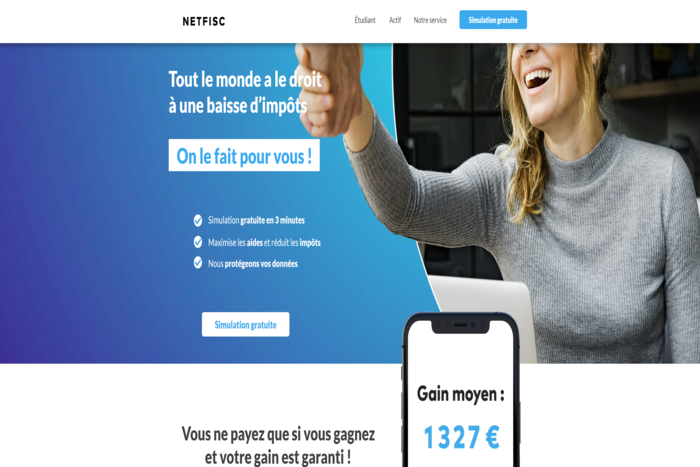 NETFISC
Étudiant
Actif
Notre service
Simulation gratuite
Tout le monde a le droit
à une baisse d'impôts
On le fait pour vous !
Simulation gratuite en 3 minutes
Maximise les aides et réduit les impôts
Nous protégeons vos données
Simulation gratuite
Gain moyen :
1327 €
Vous ne payez que si vous gagnez
et votre gain est garanti !